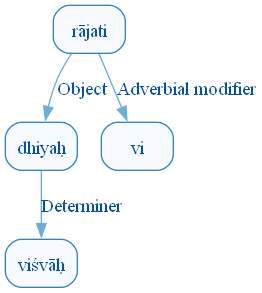 rājati
Object
Adverbial modifier
dhiyaḥ
vi
Determiner
viśvāḥ